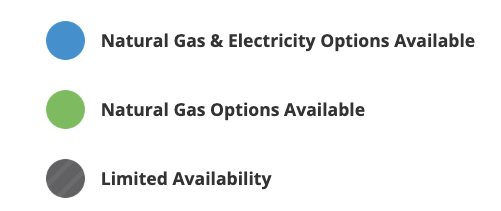 Natural Gas & Electricity Options Available
Natural Gas Options Available
Limited Availability